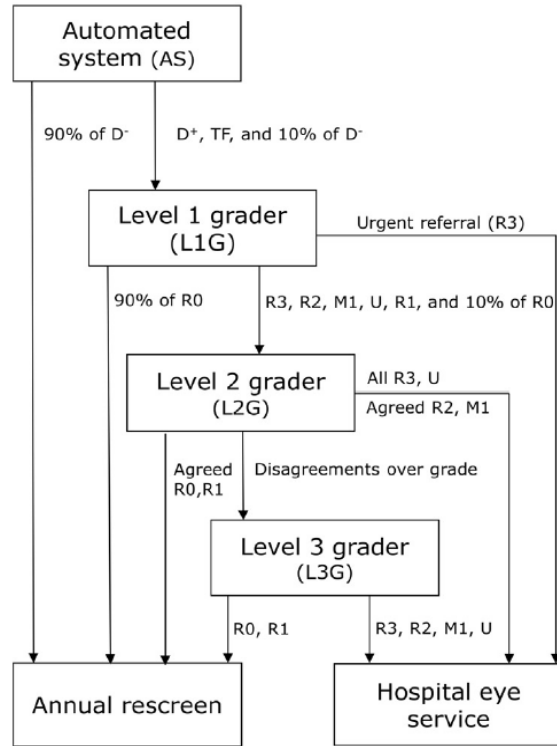 Automated
system (AS)
90% of D⁻
D⁺, TF, and 10% of D⁻
Level 1 grader
(L1G)
Urgent referral (R3)
90% of R0
R3, R2, M1, U, R1, and 10% of R0
Level 2 grader
(L2G)
All R3, U
Agreed R2, M1
Agreed
R0,R1
Disagreements over grade
Level 3 grader
(L3G)
R0, R1
R3, R2, M1, U
Annual rescreen
Hospital eye
service